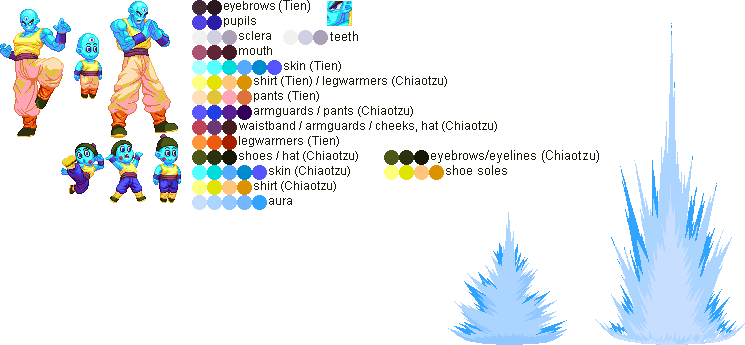 eyebrows (Tien)
pupils
sclera teeth
mouth
skin (Tien)
shirt (Tien) / legwarmers (Chiaotzu)
pants (Tien)
armguards / pants (Chiaotzu)
waistband / armguards / cheeks, hat (Chiaotzu)
legwarmers (Tien)
shoes / hat (Chiaotzu) eyebrows/eyelines (Chiaotzu)
skin (Chiaotzu) shoe soles
shirt (Chiaotzu)
aura